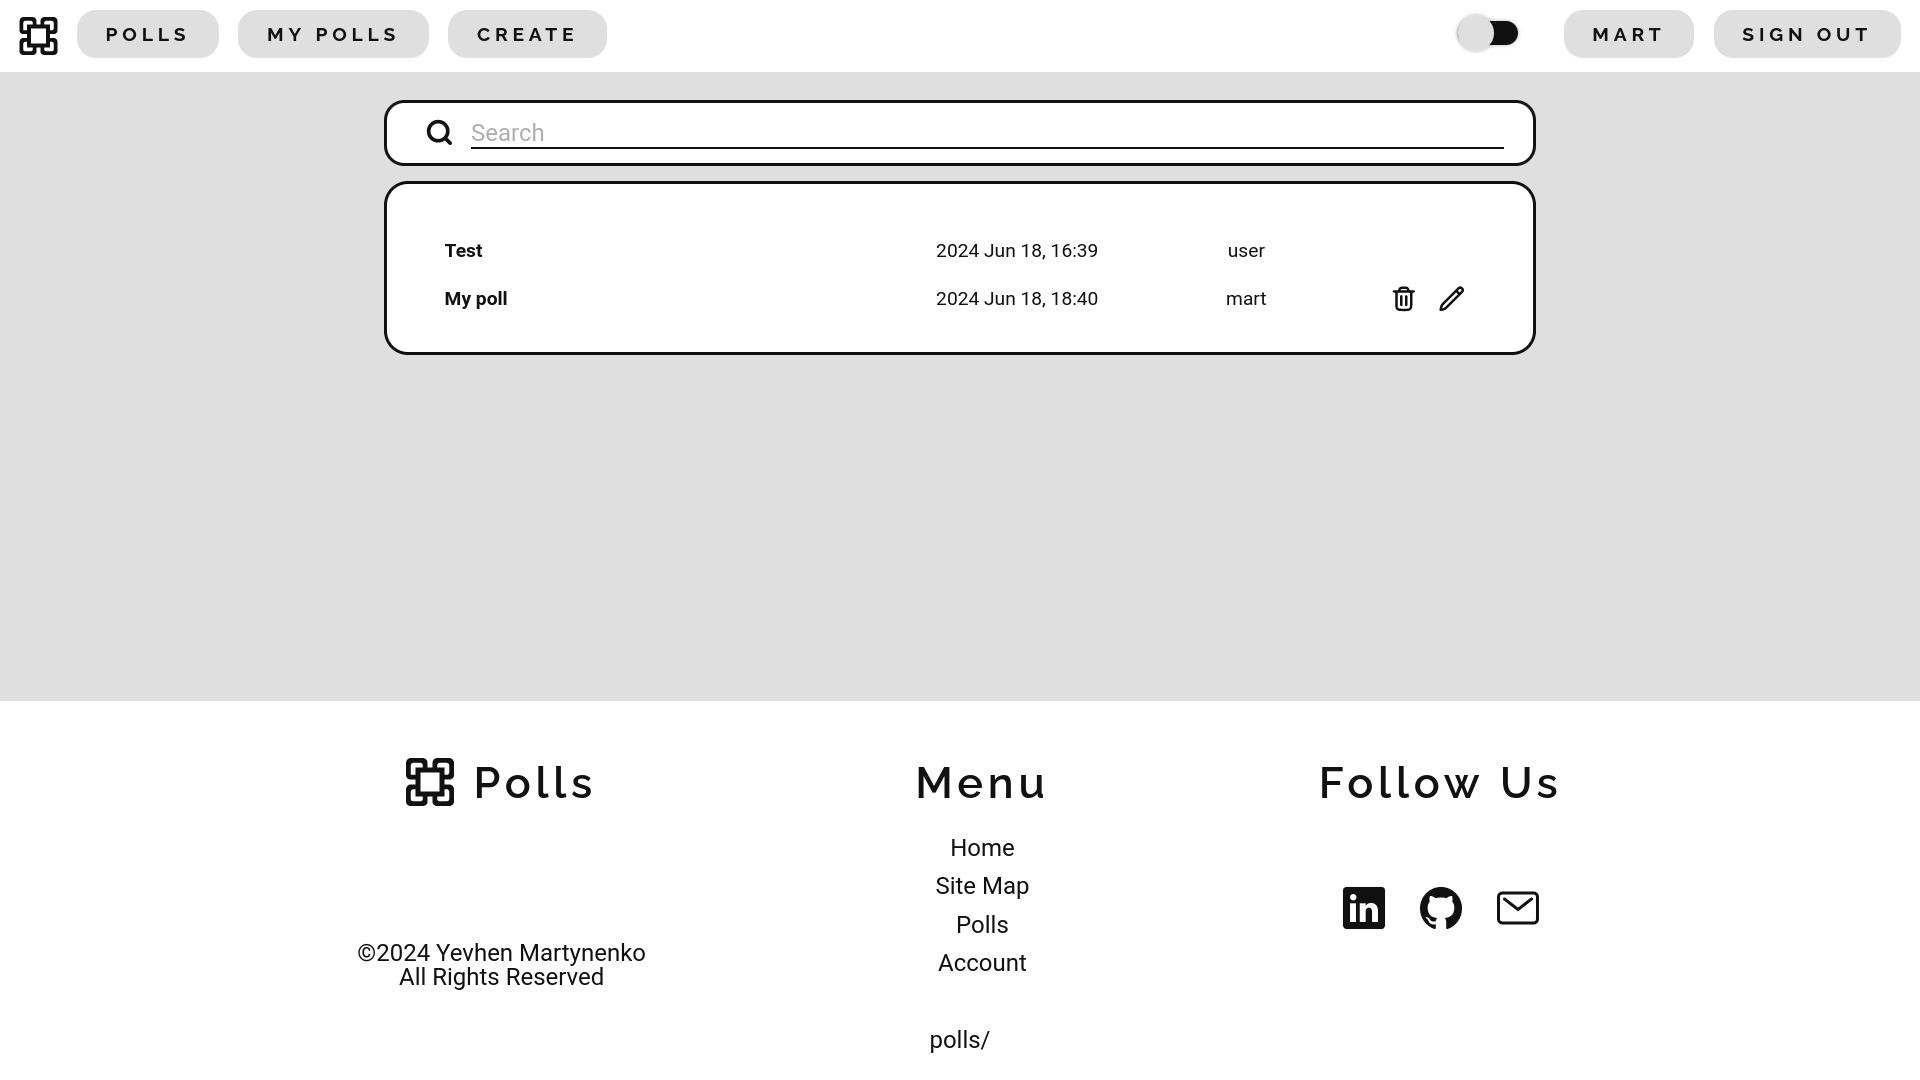 POLLS
MY POLLS
CREATE
MART
SIGN OUT
Search
Test 2024 Jun 18, 16:39 user
My poll 2024 Jun 18, 18:40 mart
Polls
©2024 Yevhen Martynenko
All Rights Reserved
Menu
Home
Site Map
Polls
Account
Follow Us
in
polls/